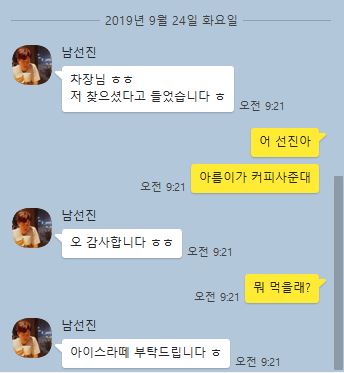 2019년 9월 24일 화요일
남선진
차장님 ㅎㅎ
저 찾으셨다고 들었습니다 ㅎ
오전 9:21
어 선진아
아름이가 커피사준대
오전 9:21
남선진
오 감사합니다 ㅎㅎ
오전 9:21
뭐 먹을래?
오전 9:21
남선진
아이스라떼 부탁드립니다 ㅎ
오전 9:21